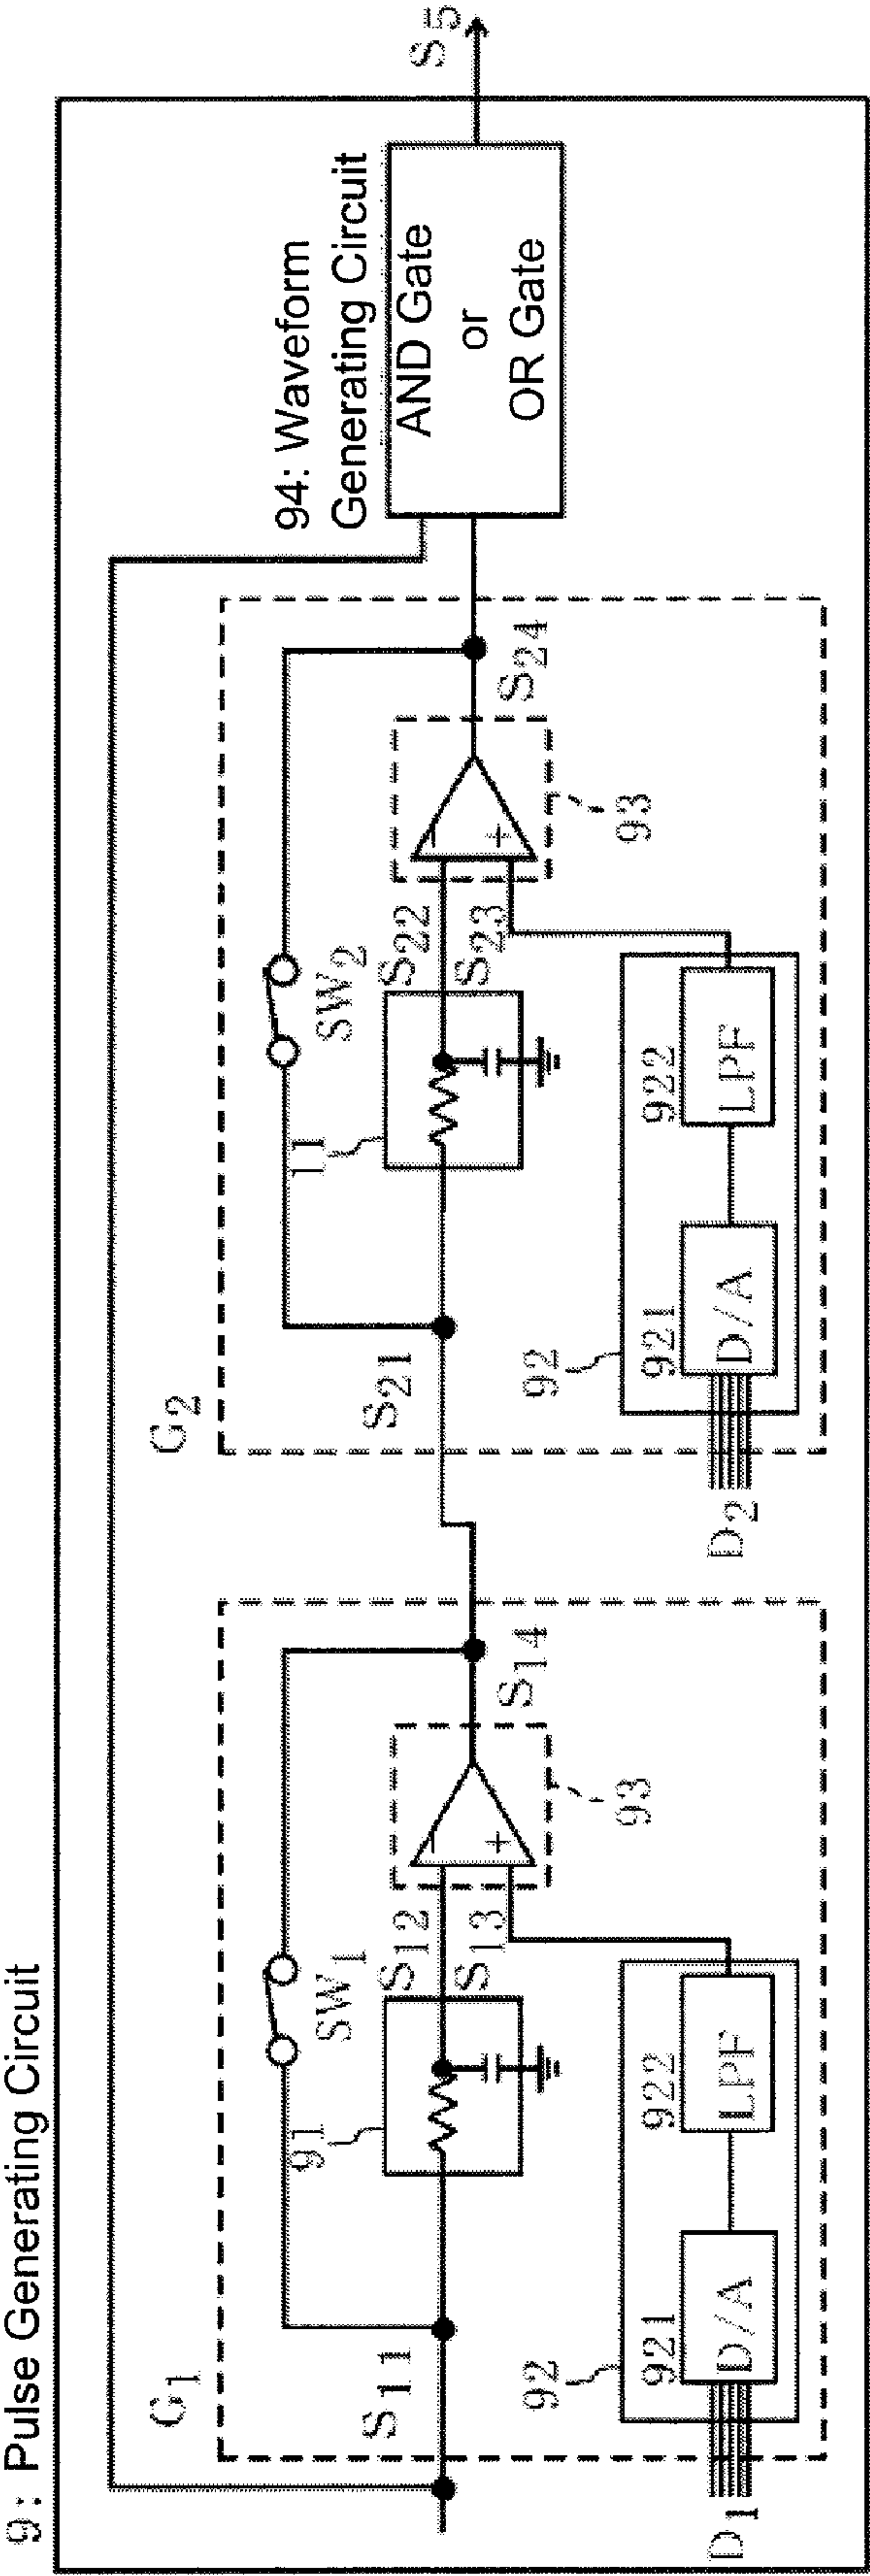 9: Pulse Generating Circuit
G1
S11
91
SW1
S12
S13
−
+
93
S14
92
921
D/A
922
LPF
D1
G2
S21
11
SW2
S22
S23
−
+
93
S24
92
921
D/A
922
LPF
D2
94: Waveform
Generating Circuit
AND Gate
or
OR Gate
S5